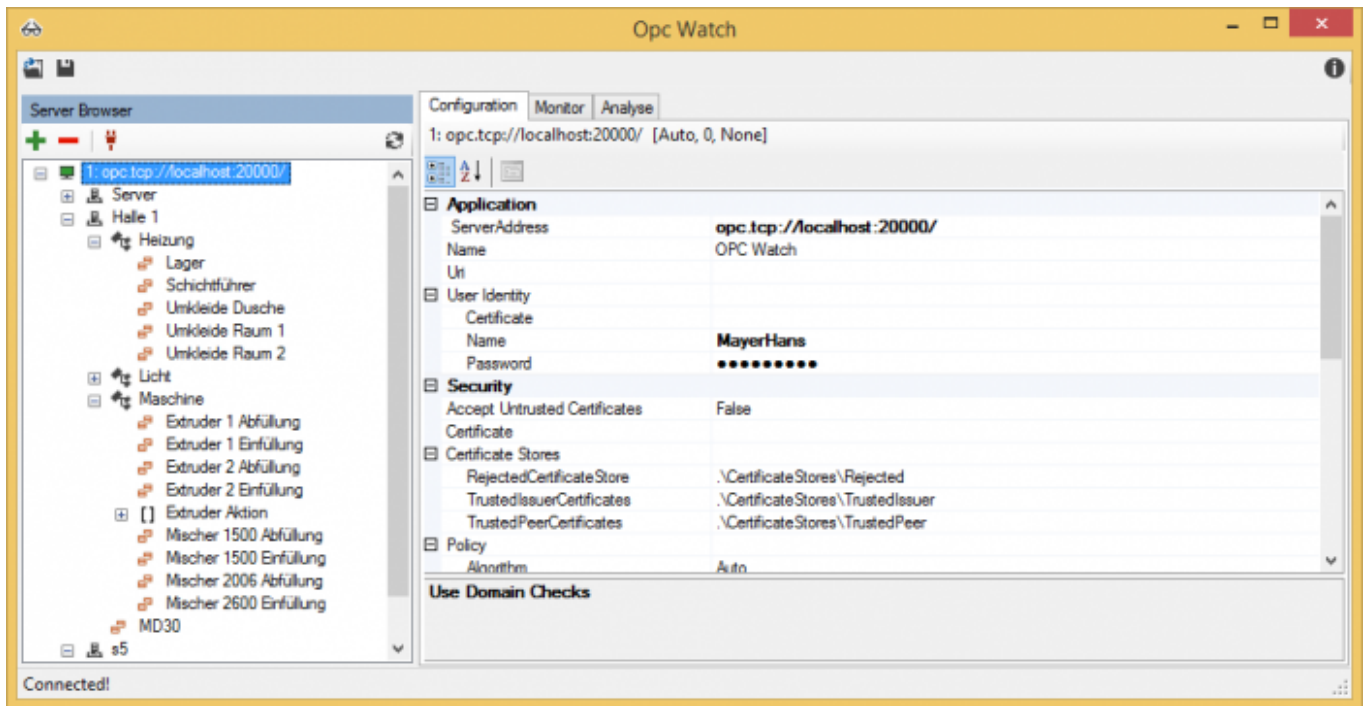 Opc Watch
Server Browser
1: opc.tcp://localhost:20000/
Server
Halle 1
Heizung
Lager
Schichtführer
Umkleide Dusche
Umkleide Raum 1
Umkleide Raum 2
Licht
Maschine
Extruder 1 Abfüllung
Extruder 1 Einfüllung
Extruder 2 Abfüllung
Extruder 2 Einfüllung
[] Extruder Aktion
Mischer 1500 Abfüllung
Mischer 1500 Einfüllung
Mischer 2006 Abfüllung
Mischer 2600 Einfüllung
MD30
s5
Configuration Monitor Analyse
1: opc.tcp://localhost:20000/ [Auto, 0, None]
Application
ServerAddress opc.tcp://localhost:20000/
Name OPC Watch
Uri
User Identity
Certificate
Name MayerHans
Password ●●●●●●●●●
Security
Accept Untrusted Certificates False
Certificate
Certificate Stores
RejectedCertificateStore .\CertificateStores\Rejected
TrustedIssuerCertificates .\CertificateStores\TrustedIssuer
TrustedPeerCertificates .\CertificateStores\TrustedPeer
Policy
Algorithm Auto
Use Domain Checks
Connected!